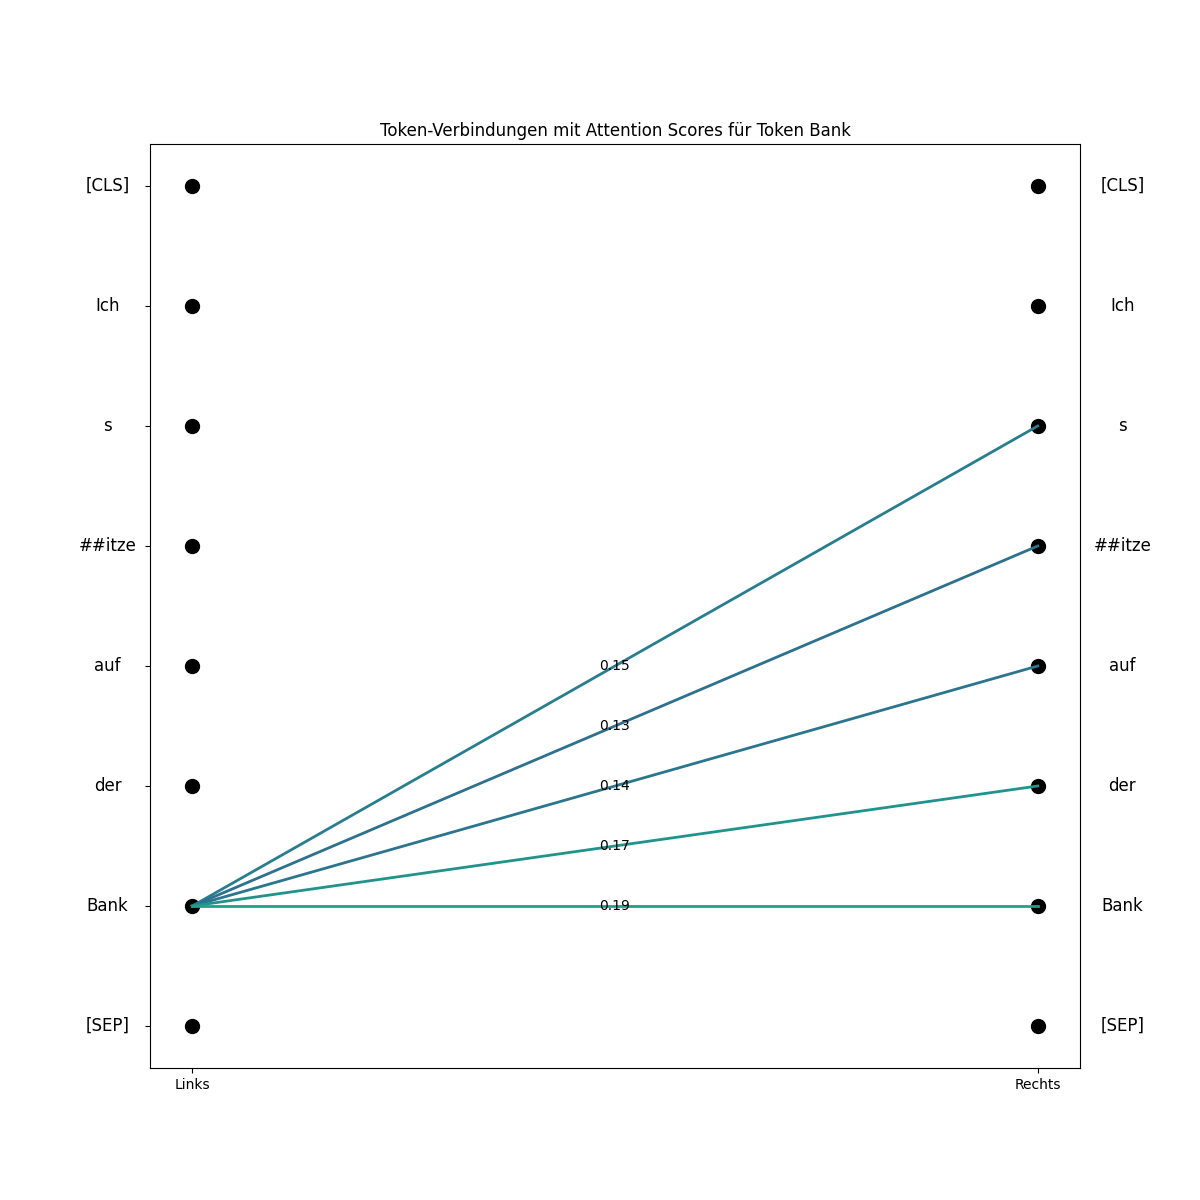 Token-Verbindungen mit Attention Scores für Token Bank
[CLS] [CLS]
Ich Ich
s s
##itze ##itze
auf 0.15 auf
0.13
der 0.14 der
0.17
Bank 0.19 Bank
[SEP] [SEP]
Links Rechts